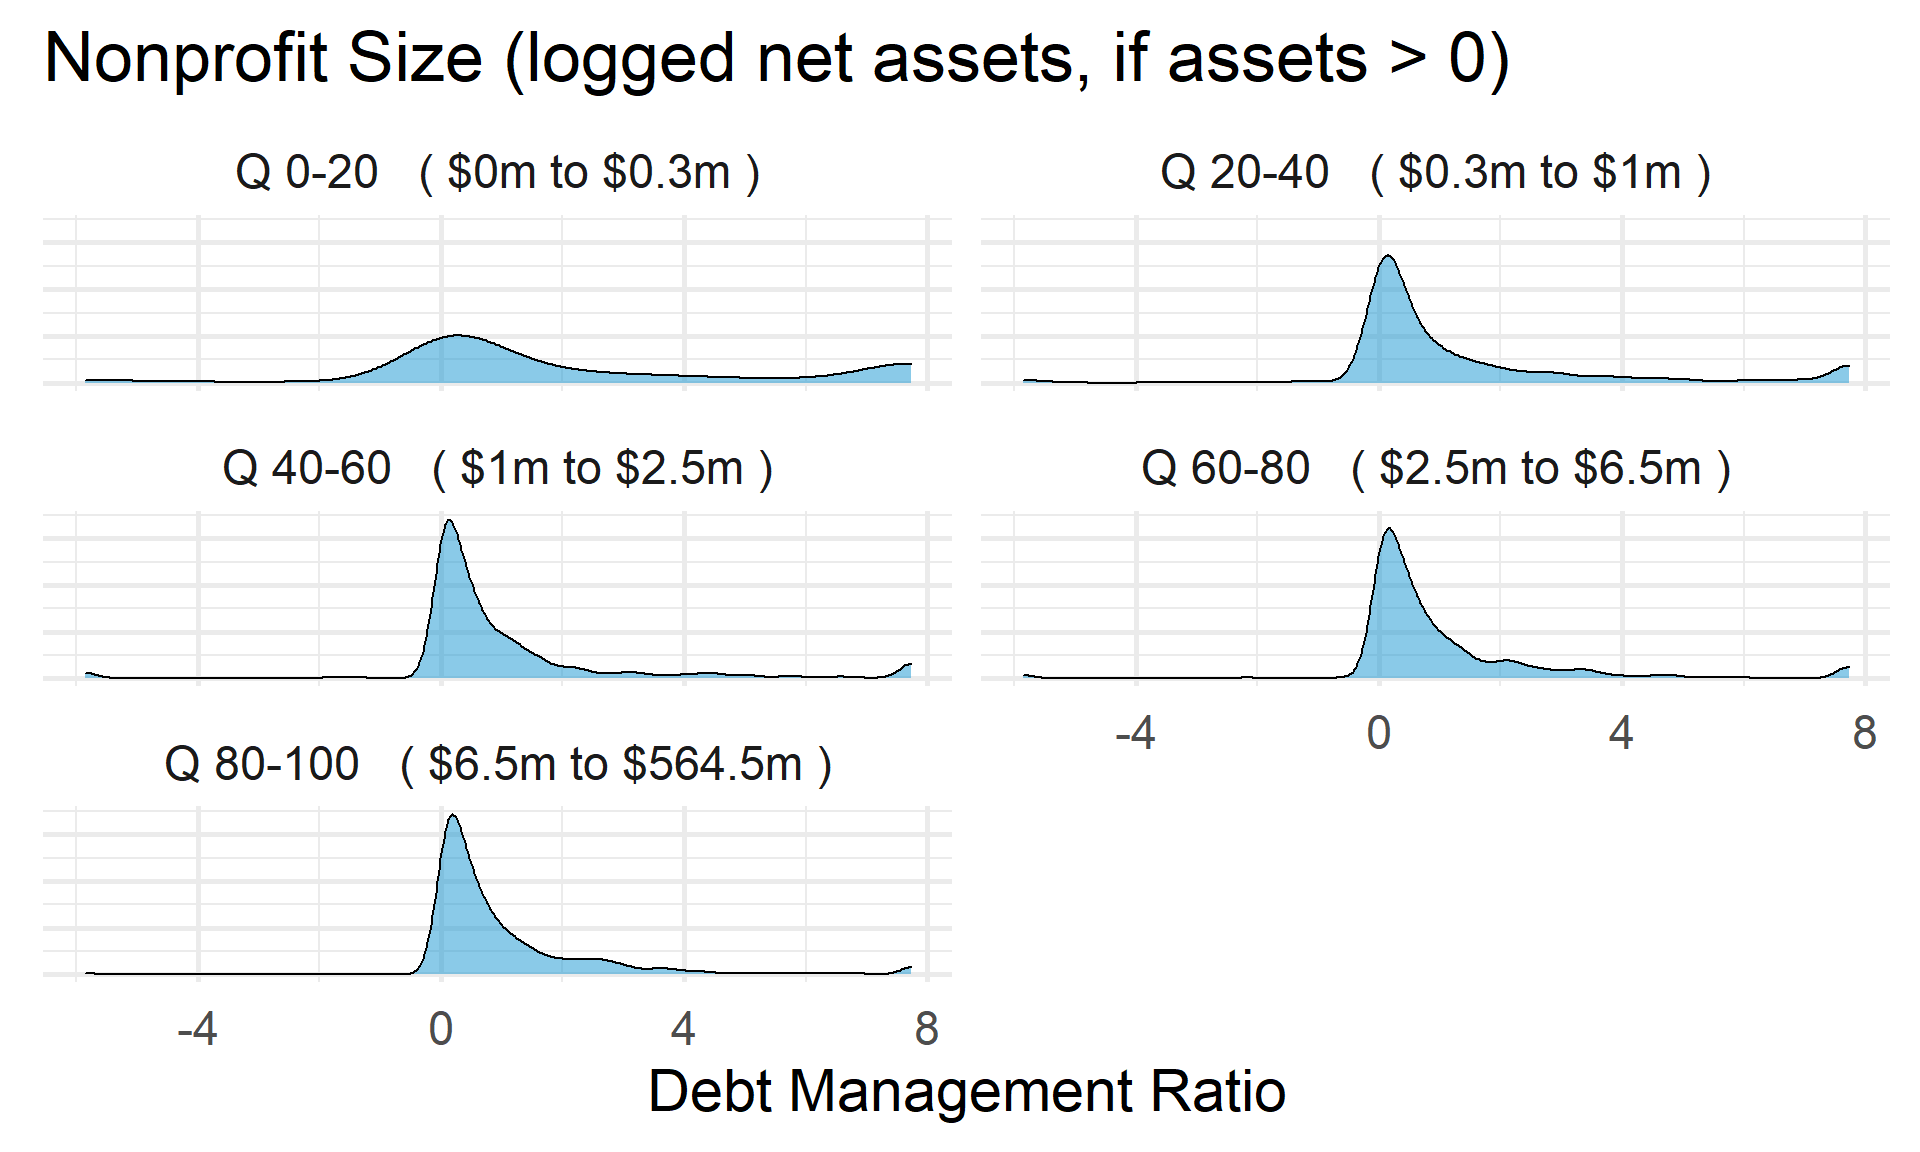 Nonprofit Size (logged net assets, if assets > 0)
Q 0-20 ( $0m to $0.3m )
Q 20-40 ( $0.3m to $1m )
Q 40-60 ( $1m to $2.5m )
Q 60-80 ( $2.5m to $6.5m )
-4 0 4 8
Q 80-100 ( $6.5m to $564.5m )
-4 0 4 8
Debt Management Ratio